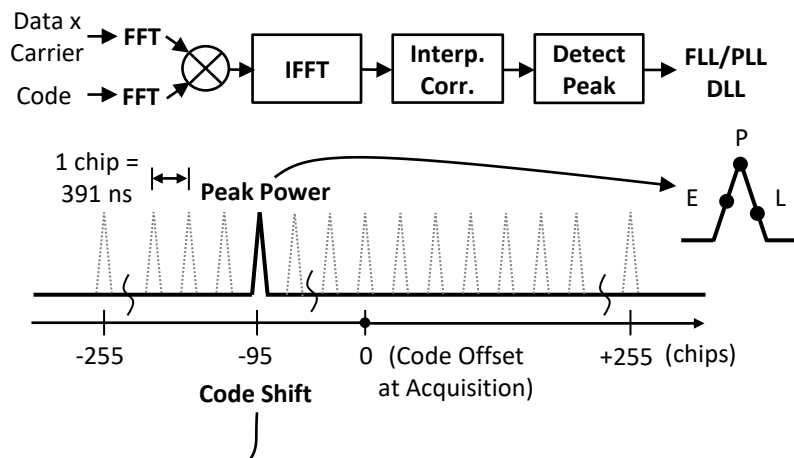 Data x
Carrier
FFT
Code
FFT
IFFT
Interp.
Corr.
Detect
Peak
FLL/PLL
DLL
1 chip =
391 ns
Peak Power
P
E
L
-255
-95
0
(Code Offset
at Acquisition)
+255
(chips)
Code Shift